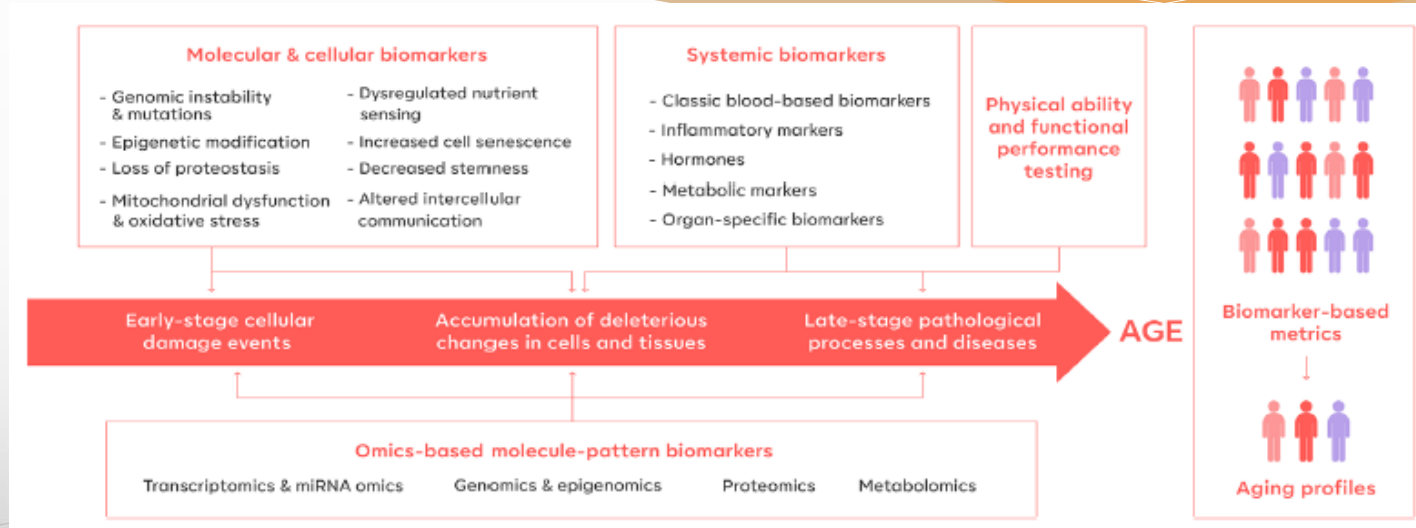 Molecular & cellular biomarkers
- Genomic instability
& mutations
- Epigenetic modification
- Loss of proteostasis
- Mitochondrial dysfunction
& oxidative stress
- Dysregulated nutrient
sensing
- Increased cell senescence
- Decreased stemness
- Altered intercellular
communication
Systemic biomarkers
- Classic blood-based biomarkers
- Inflammatory markers
- Hormones
- Metabolic markers
- Organ-specific biomarkers
Physical ability
and functional
performance
testing
Early-stage cellular
damage events
Accumulation of deleterious
changes in cells and tissues
Late-stage pathological
processes and diseases
AGE
Omics-based molecule-pattern biomarkers
Transcriptomics & miRNA omics
Genomics & epigenomics
Proteomics
Metabolomics
Biomarker-based
metrics
Aging profiles